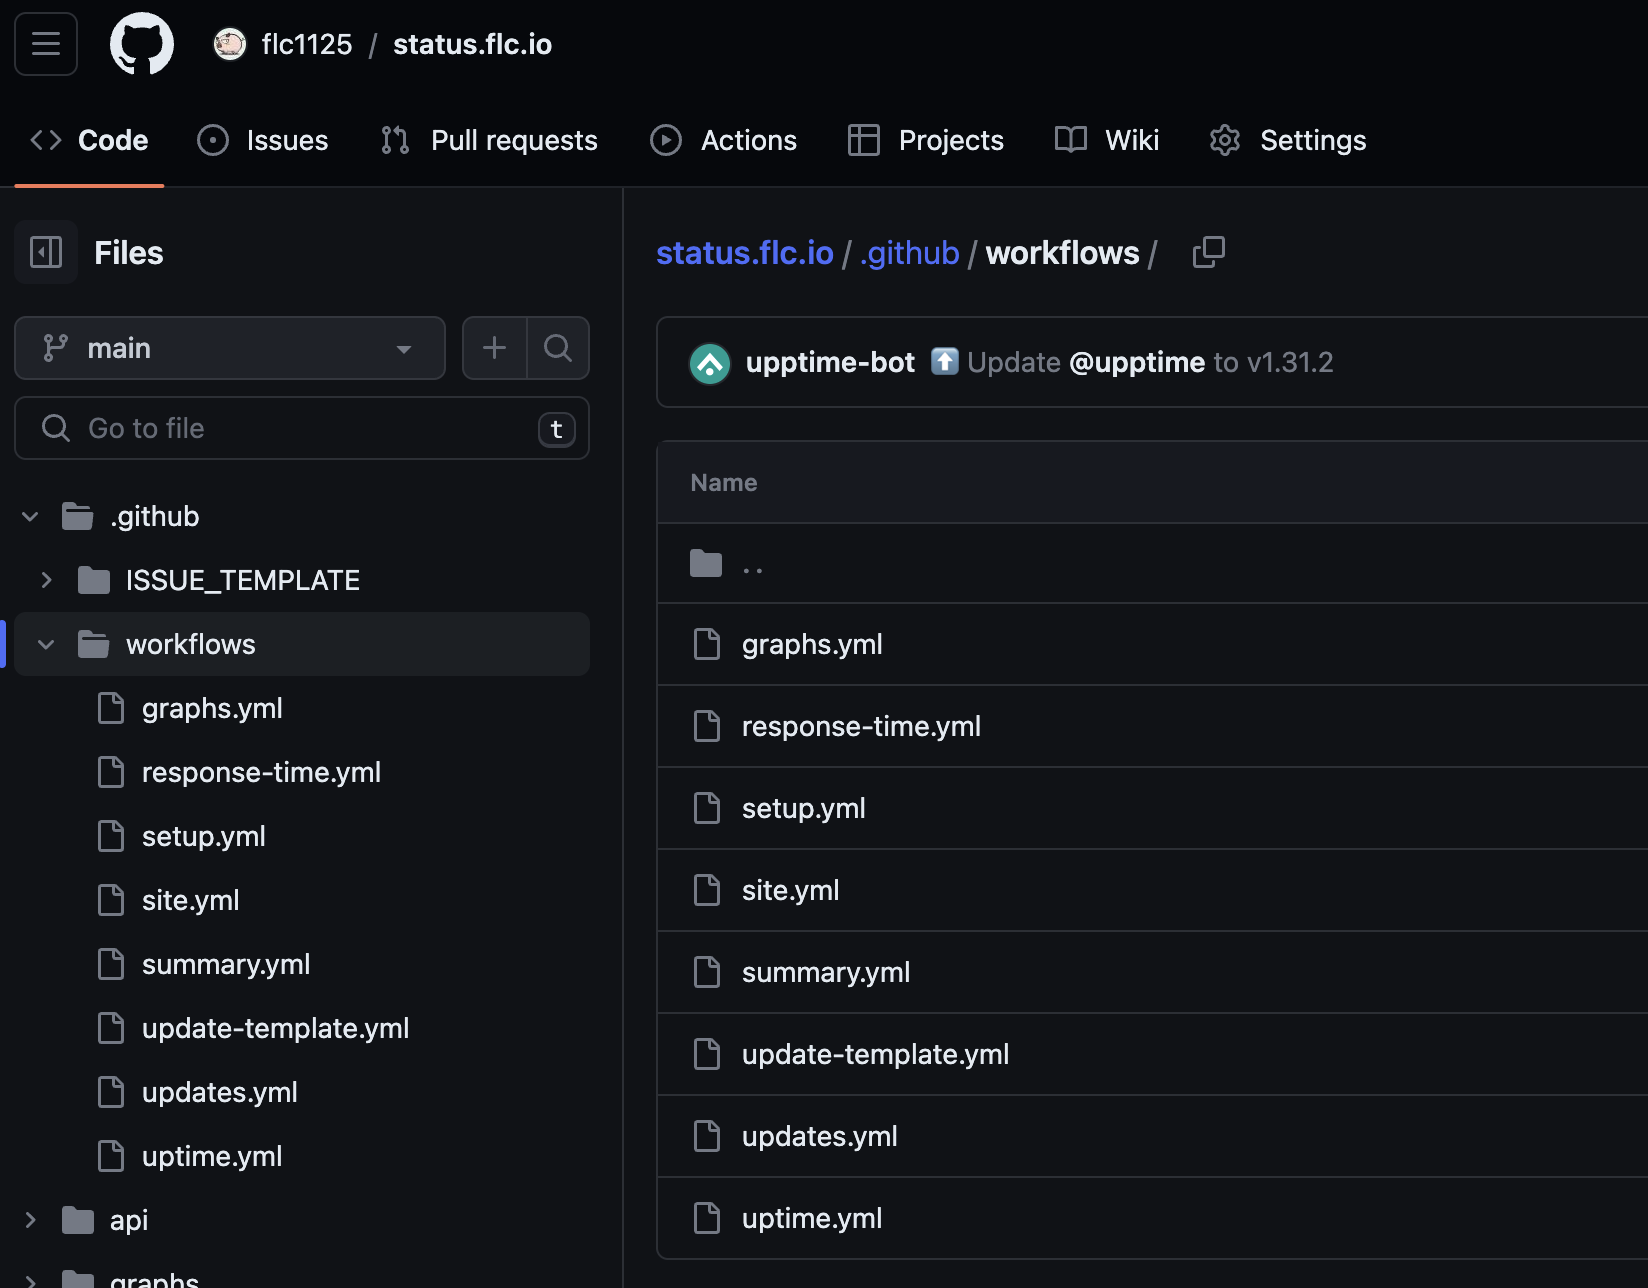 flc1125 / status.flc.io
Code Issues Pull requests Actions Projects Wiki Settings
Files
main
Go to file t
.github
ISSUE_TEMPLATE
workflows
graphs.yml
response-time.yml
setup.yml
site.yml
summary.yml
update-template.yml
updates.yml
uptime.yml
api
graphs
status.flc.io / .github / workflows /
upptime-bot ⬆️ Update @upptime to v1.31.2
Name
..
graphs.yml
response-time.yml
setup.yml
site.yml
summary.yml
update-template.yml
updates.yml
uptime.yml